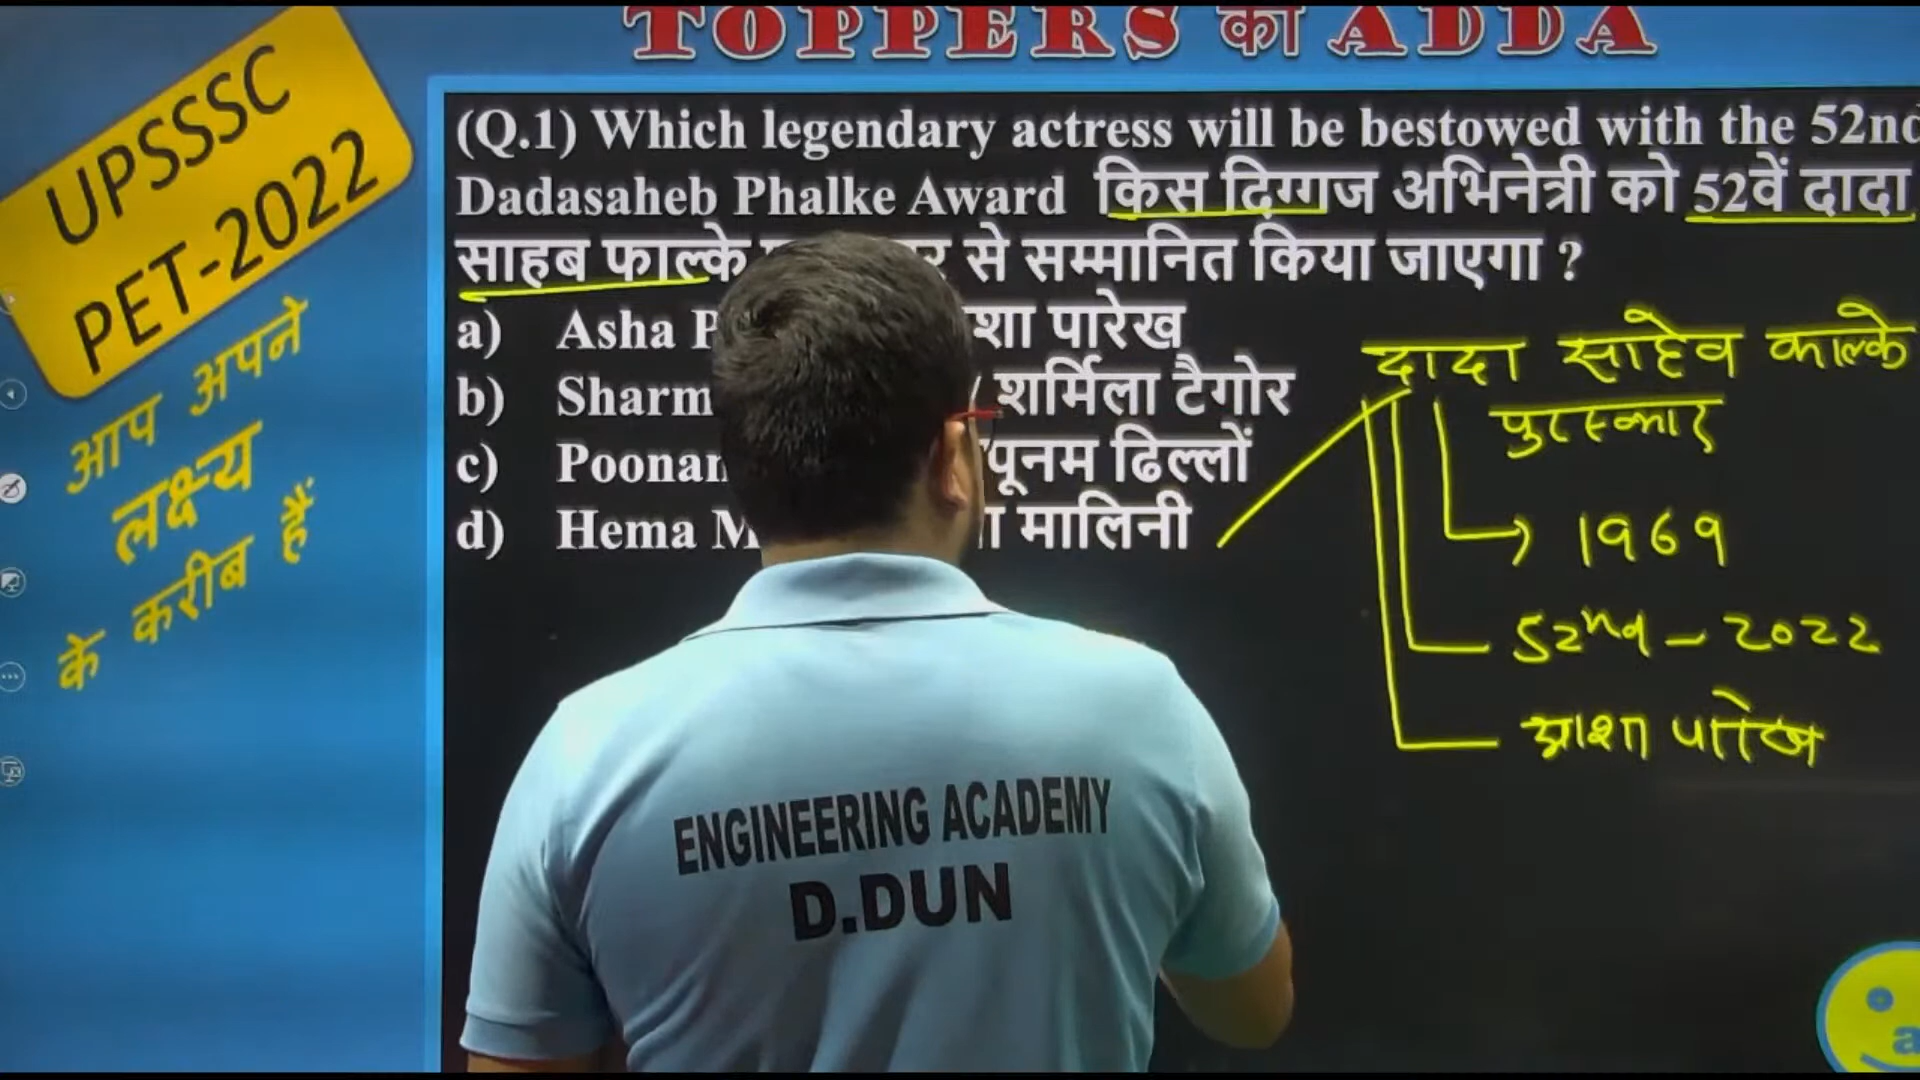 TOPPERS का ADDA
UPSSSC
PET-2022
आप अपने
लक्ष्य
के करीब हैं
(Q.1) Which legendary actress will be bestowed with the 52nd
Dadasaheb Phalke Award किस दिग्गज अभिनेत्री को 52वें दादा
साहब फाल्के से सम्मानित किया जाएगा ?
a) Asha पारेख
b) शर्मिला टैगोर
c) पूनम ढिल्लों
d) Hema मालिनी
दादा साहेब फाल्के
पुरस्कार
1969
52nd - 2022
आशा पारेख
ENGINEERING ACADEMY
D.DUN